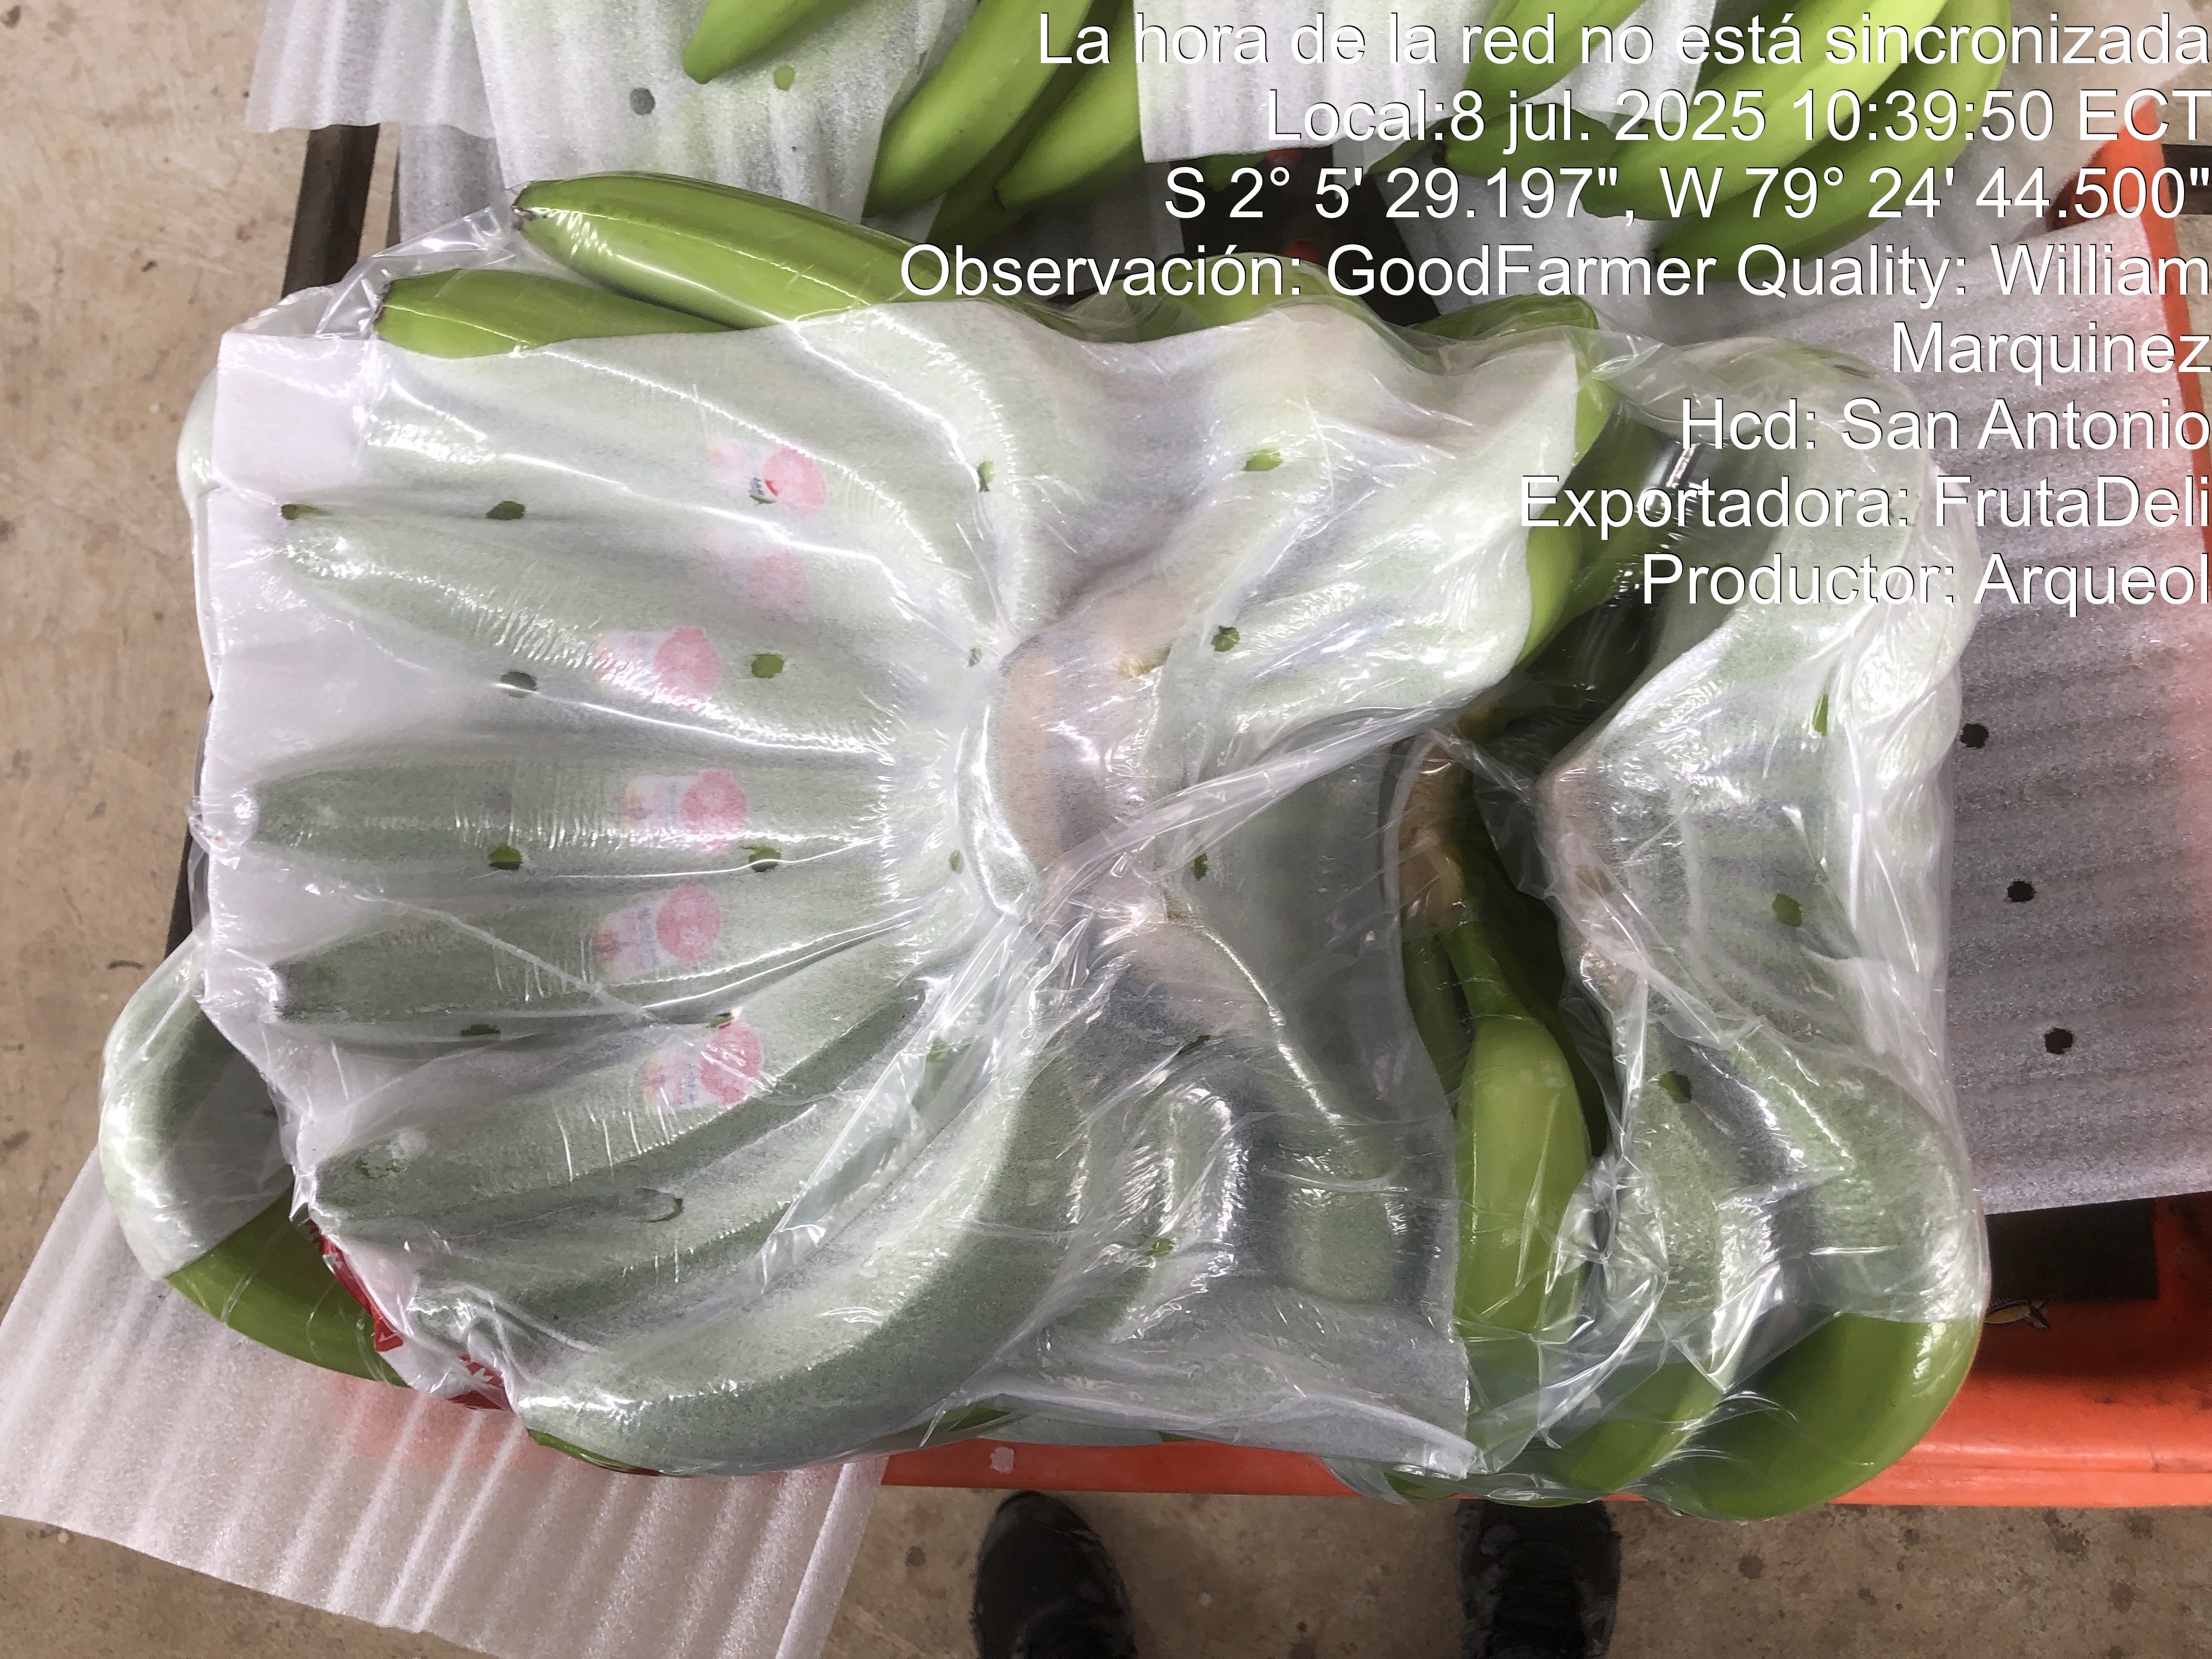 La hora de la red no está sincronizada
Local:8 jul. 2025 10:39:50 ECT
S 2° 5' 29.197", W 79° 24' 44.500"
Observación: GoodFarmer Quality: William
Marquinez
Hcd: San Antonio
Exportadora: FrutaDeli
Productor: Arqueol